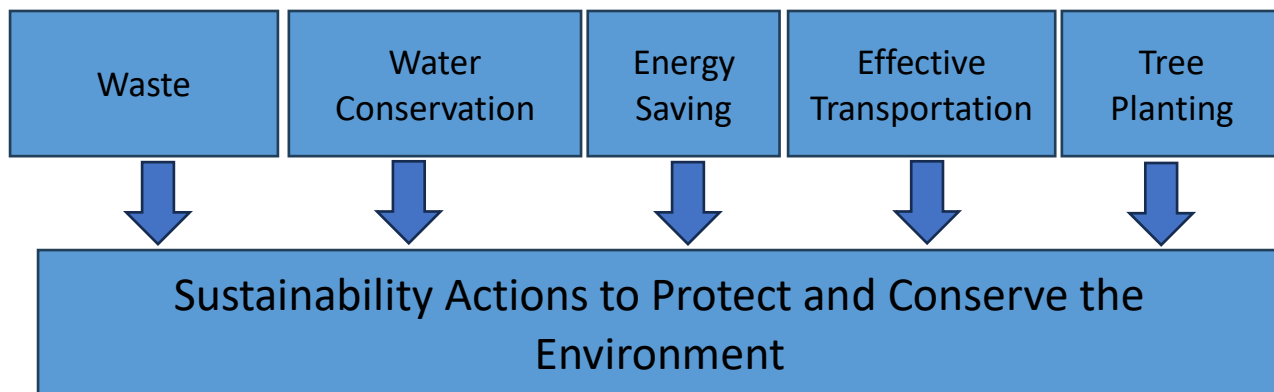 Waste
Water
Conservation
Energy
Saving
Effective
Transportation
Tree
Planting
Sustainability Actions to Protect and Conserve the
Environment